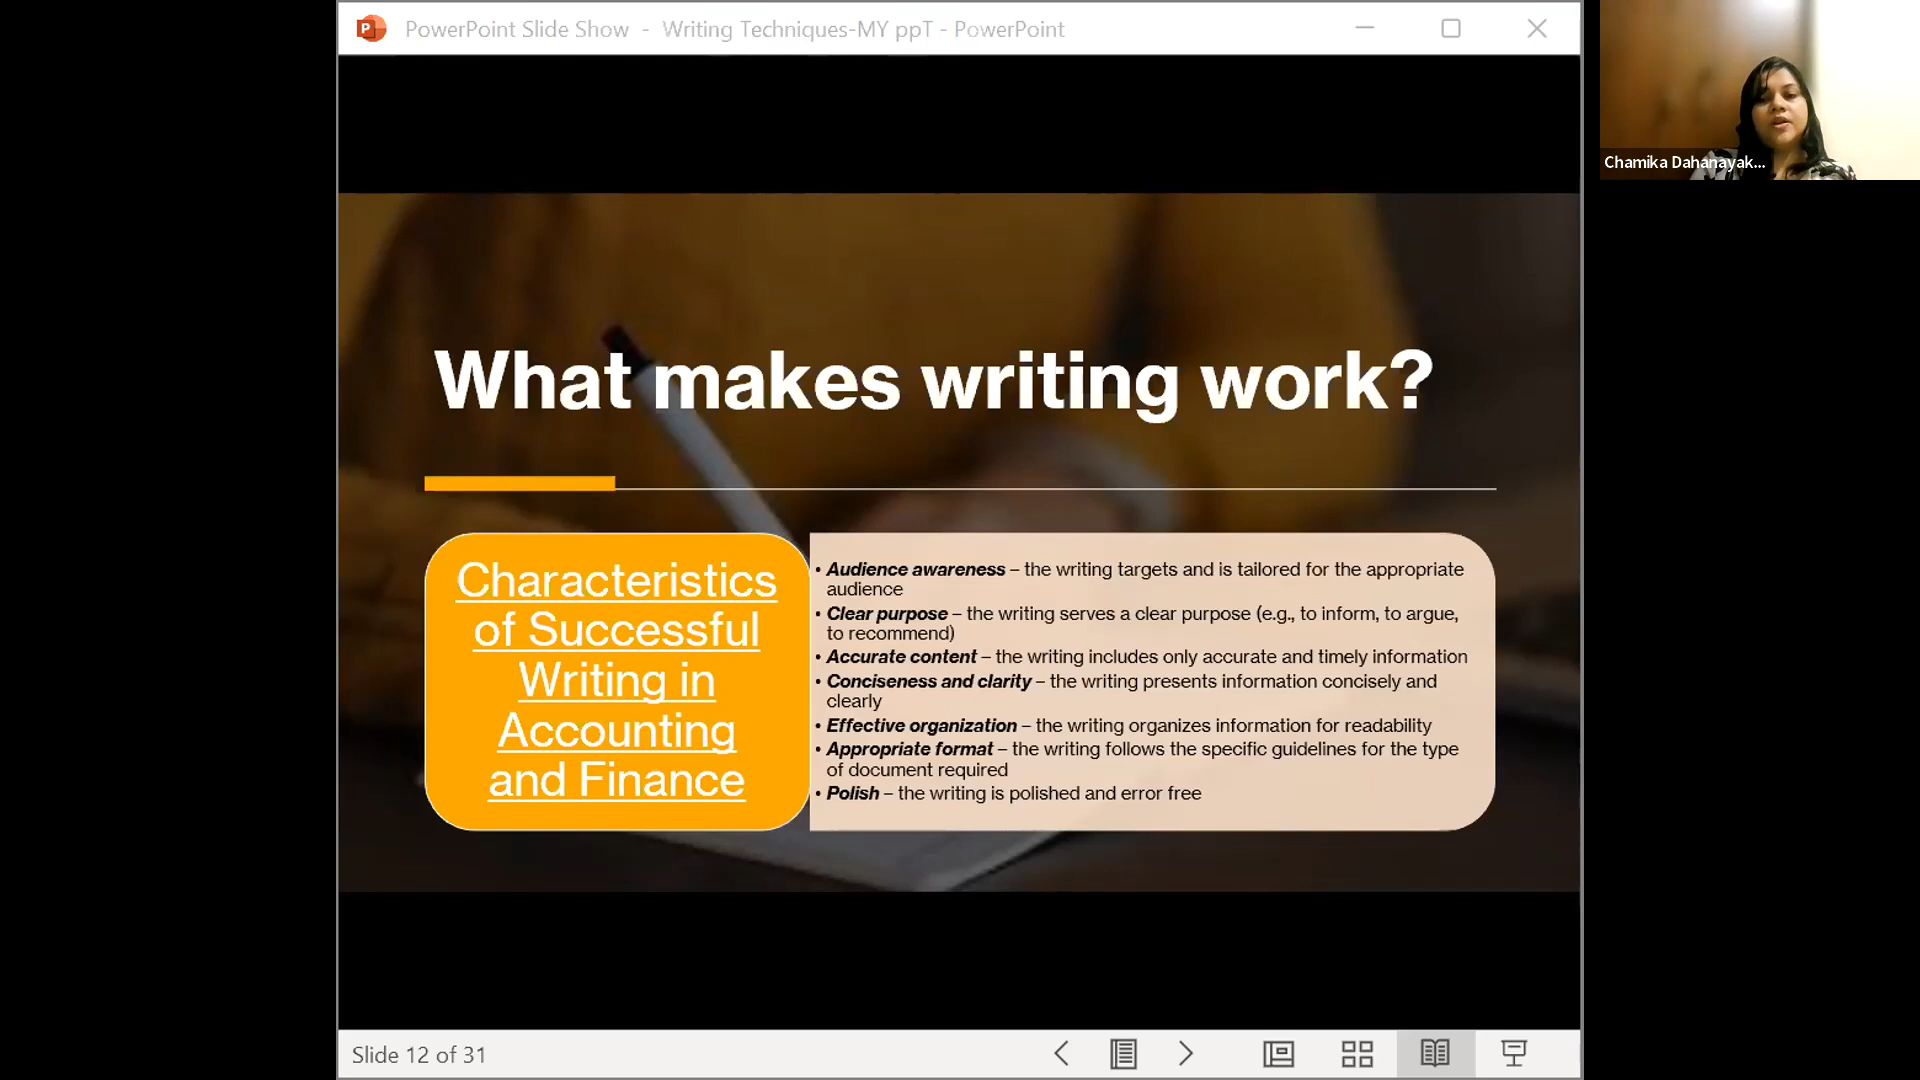 PowerPoint Slide Show - Writing Techniques-MY ppT - PowerPoint
Chamika Dahanayak...
What makes writing work?
Characteristics
of Successful
Writing in
Accounting
and Finance
• Audience awareness – the writing targets and is tailored for the appropriate
audience
• Clear purpose – the writing serves a clear purpose (e.g., to inform, to argue,
to recommend)
• Accurate content – the writing includes only accurate and timely information
• Conciseness and clarity – the writing presents information concisely and
clearly
• Effective organization – the writing organizes information for readability
• Appropriate format – the writing follows the specific guidelines for the type
of document required
• Polish – the writing is polished and error free
Slide 12 of 31